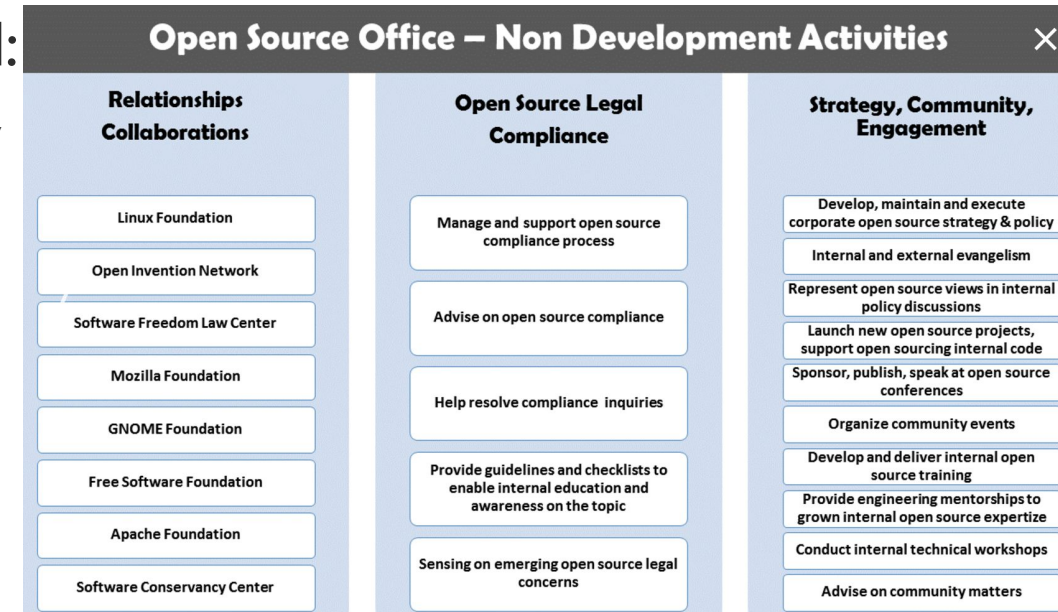 Open Source Office – Non Development Activities
Relationships
Collaborations
Linux Foundation
Open Invention Network
Software Freedom Law Center
Mozilla Foundation
GNOME Foundation
Free Software Foundation
Apache Foundation
Software Conservancy Center
Open Source Legal
Compliance
Manage and support open source
compliance process
Advise on open source compliance
Help resolve compliance inquiries
Provide guidelines and checklists to
enable internal education and
awareness on the topic
Sensing on emerging open source legal
concerns
Strategy, Community,
Engagement
Develop, maintain and execute
corporate open source strategy & policy
Internal and external evangelism
Represent open source views in internal
policy discussions
Launch new open source projects,
support open sourcing internal code
Sponsor, publish, speak at open source
conferences
Organize community events
Develop and deliver internal open
source training
Provide engineering mentorships to
grown internal open source expertize
Conduct internal technical workshops
Advise on community matters